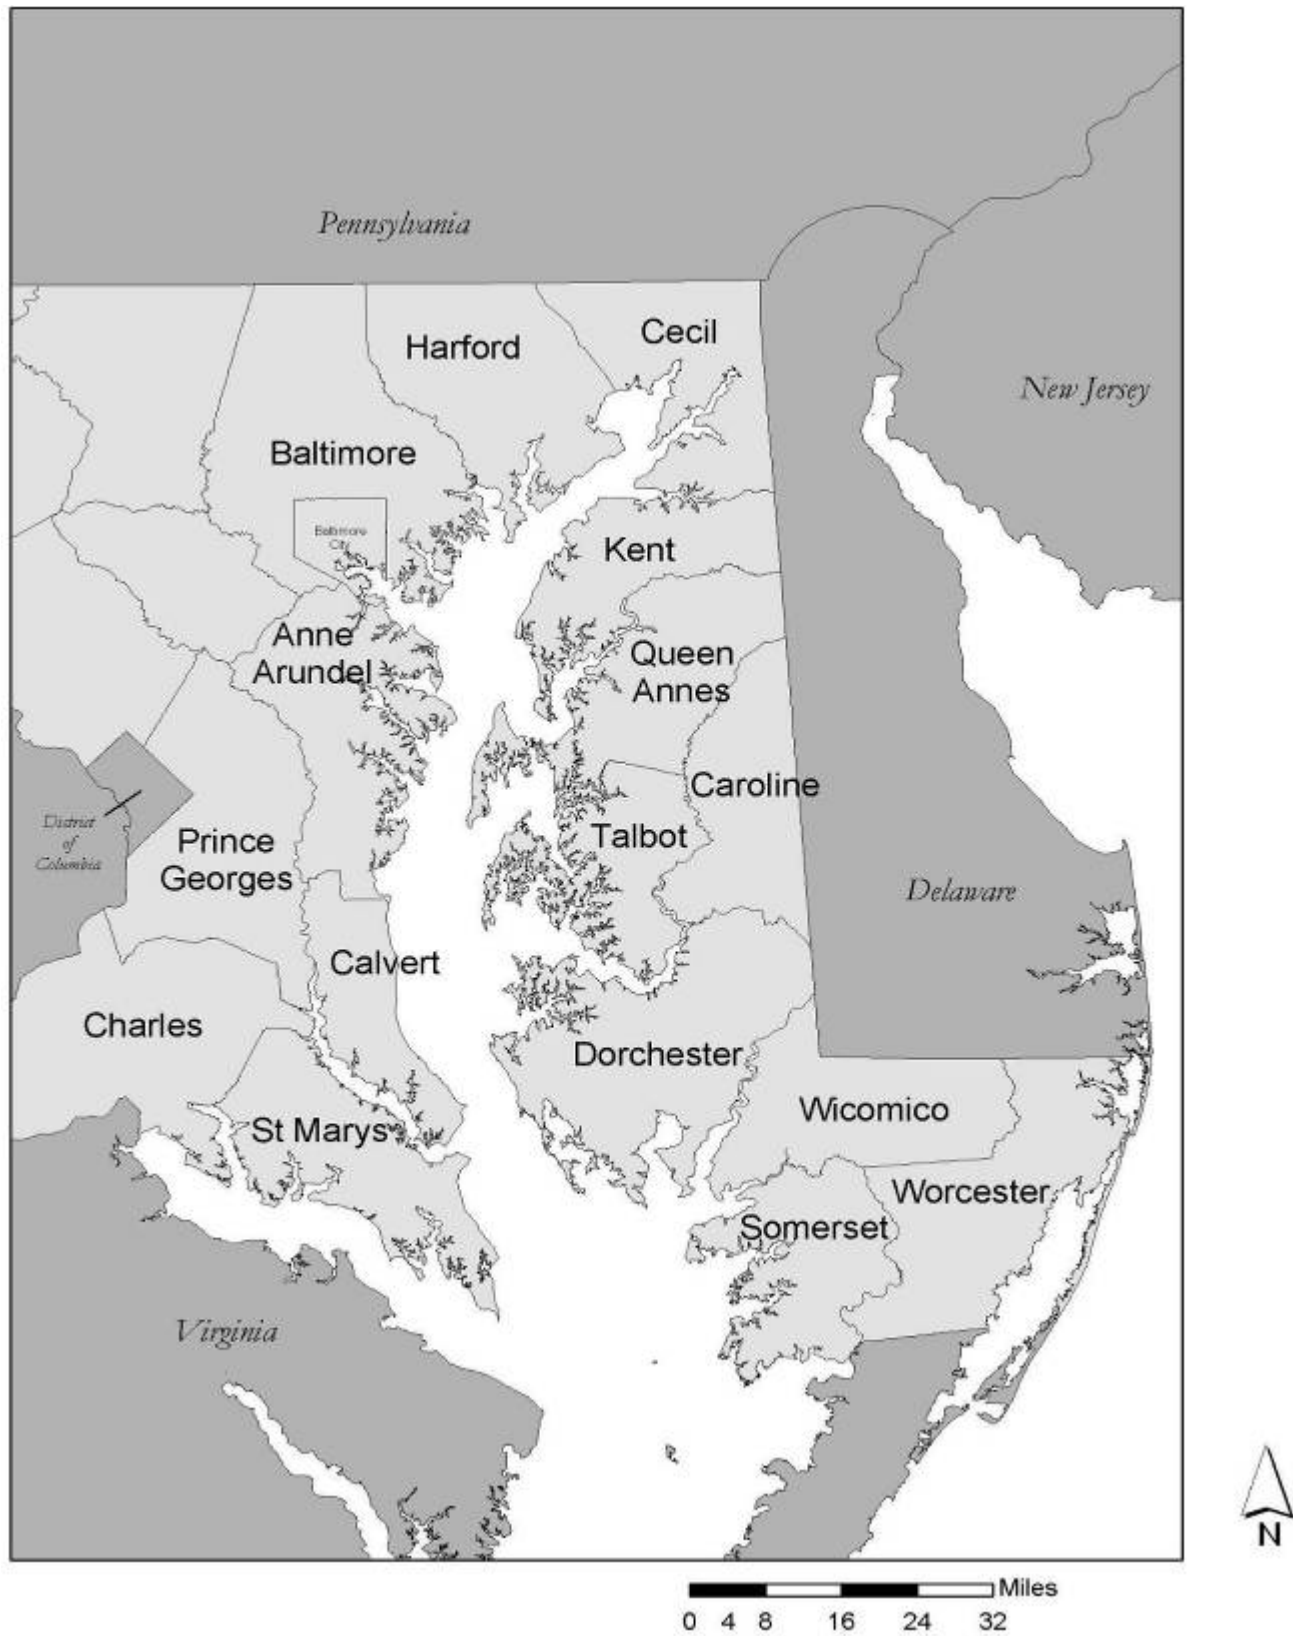 Pennsylvania
Harford
Cecil
New Jersey
Baltimore
Baltimore
City
Kent
Anne
Arundel
Queen
Annes
Caroline
District
of
Columbia
Prince
Georges
Talbot
Delaware
Calvert
Charles
Dorchester
St Marys
Wicomico
Worcester
Somerset
Virginia
N
Miles
0 4 8 16 24 32